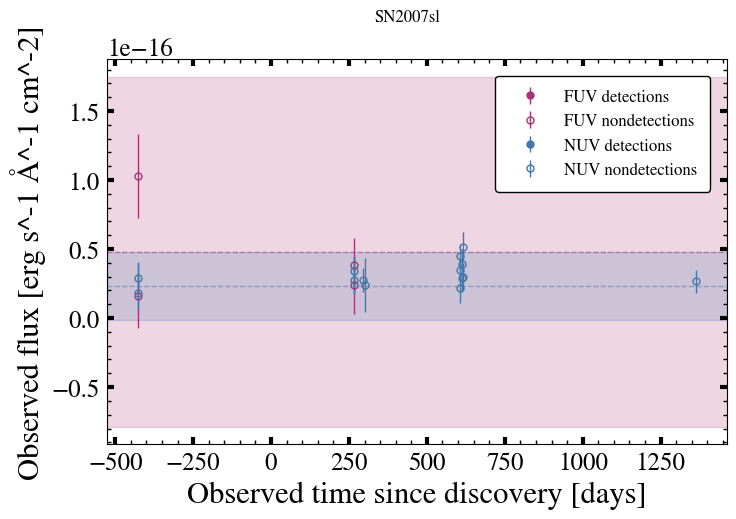 SN2007sl
1e−16
Observed flux [erg s^-1 Å^-1 cm^-2]
1.5
1.0
0.5
0.0
−0.5
FUV detections
FUV nondetections
NUV detections
NUV nondetections
−500 −250 0 250 500 750 1000 1250
Observed time since discovery [days]